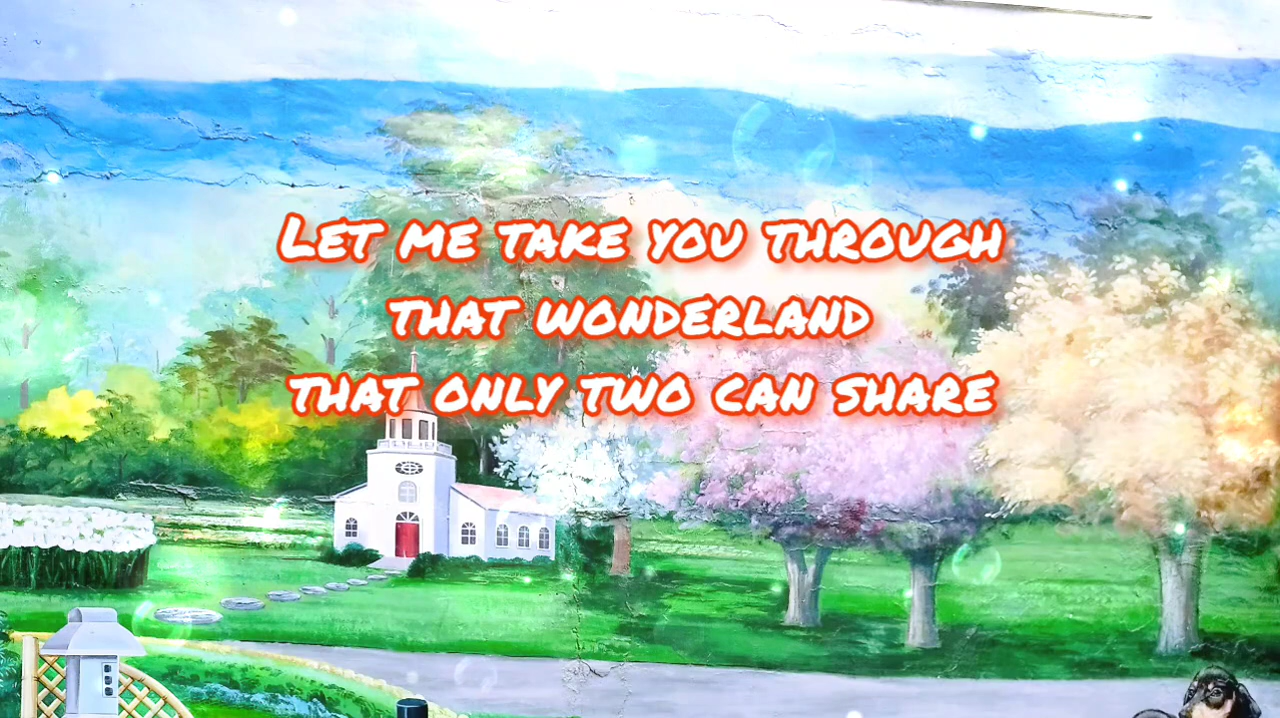 Let me take you through
that wonderland
that only two can share